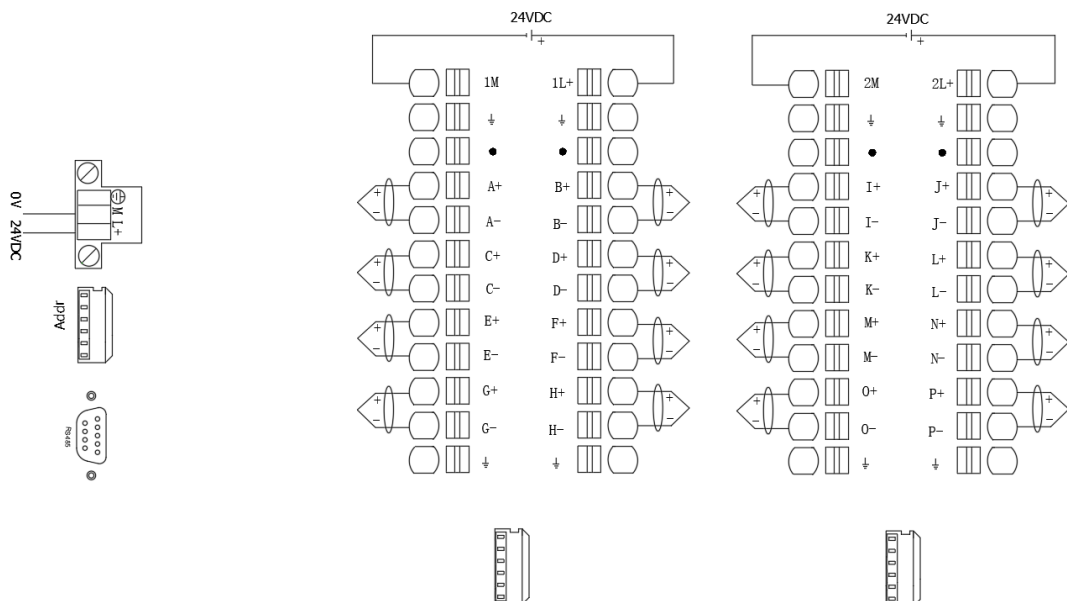 24VDC
24VDC
1M 1L+
2M 2L+
A+ B+
I+ J+
A- B-
I- J-
C+ D+
K+ L+
C- D-
K- L-
E+ F+
M+ N+
E- F-
M- N-
G+ H+
O+ P+
G- H-
O- P-
M
L+
0V
24VDC
Addr
RS485